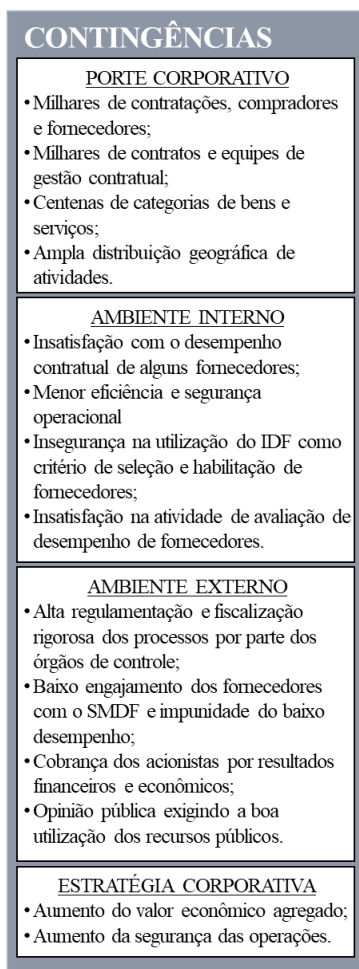 CONTINGÊNCIAS
PORTE CORPORATIVO
• Milhares de contratações, compradores
e fornecedores;
• Milhares de contratos e equipes de
gestão contratual;
• Centenas de categorias de bens e
serviços;
• Ampla distribuição geográfica de
atividades.
AMBIENTE INTERNO
• Insatisfação com o desempenho
contratual de alguns fornecedores;
• Menor eficiência e segurança
operacional
• Insegurança na utilização do IDF como
critério de seleção e habilitação de
fornecedores;
• Insatisfação na atividade de avaliação de
desempenho de fornecedores.
AMBIENTE EXTERNO
• Alta regulamentação e fiscalização
rigorosa dos processos por parte dos
órgãos de controle;
• Baixo engajamento dos fornecedores
com o SMDF e impunidade do baixo
desempenho;
• Cobrança dos acionistas por resultados
financeiros e econômicos;
• Opinião pública exigindo a boa
utilização dos recursos públicos.
ESTRATÉGIA CORPORATIVA
• Aumento do valor econômico agregado;
• Aumento da segurança das operações.